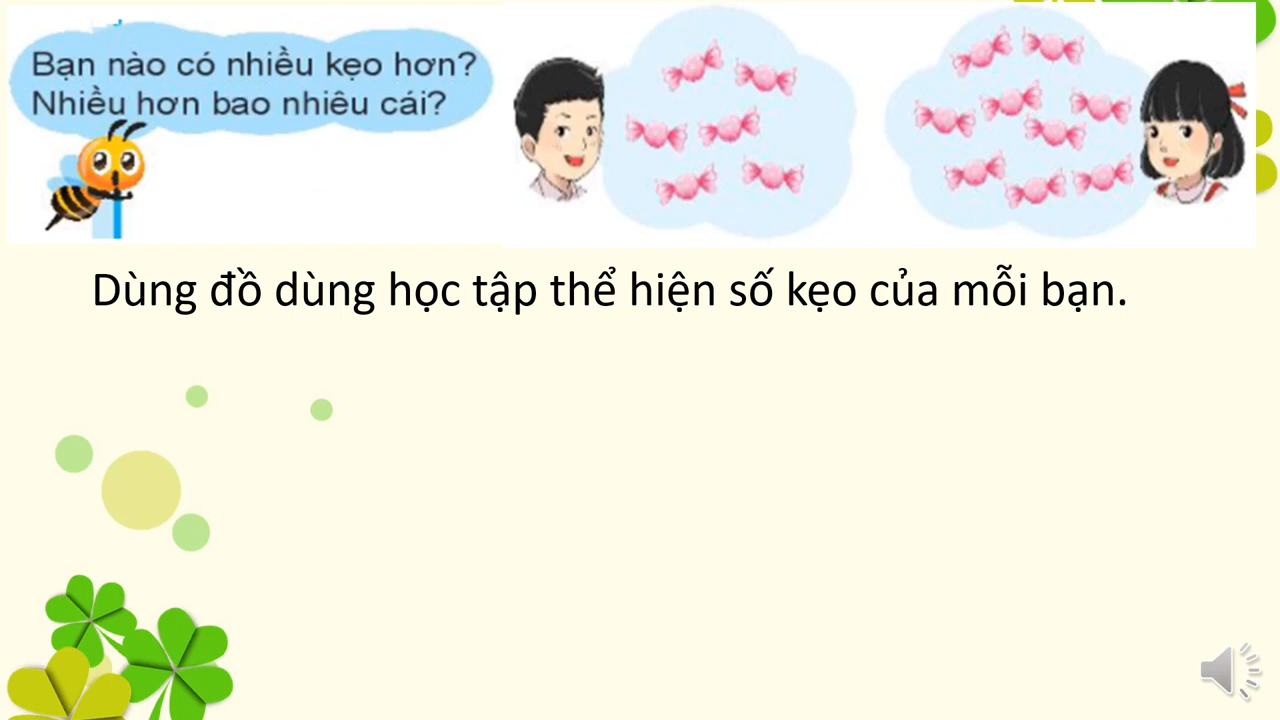 Bạn nào có nhiều kẹo hơn?
Nhiều hơn bao nhiêu cái?
Dùng đồ dùng học tập thể hiện số kẹo của mỗi bạn.